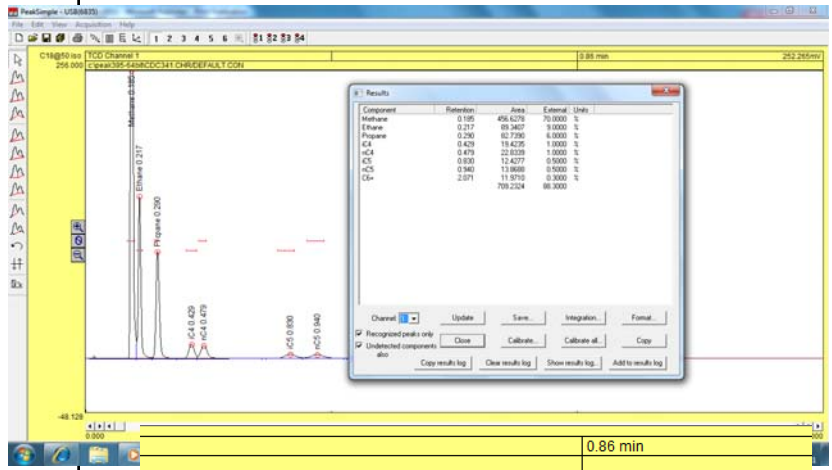 PeakSimple - USB(6835)
File Edit View Acquisition Help
1 2 3 4 5 6
C18@50 iso TCD Channel 1 0.86 min 252.265mv
256.000 c:\peak395-64bit\CDC341.CHR/DEFAULT.CON
Methane 0.185
Ethane 0.217
Propane 0.290
iC4 0.429
nC4 0.479
iC5 0.830
nC5 0.940
Results
Component Retention Area External Units
Methane 0.185 456.6278 70.0000 %
Ethane 0.217 89.3407 9.0000 %
Propane 0.290 82.7390 6.0000 %
iC4 0.429 19.4235 1.0000 %
nC4 0.479 22.8339 1.0000 %
iC5 0.830 12.4277 0.5000 %
nC5 0.940 13.8688 0.5000 %
C6+ 2.071 11.9710 0.3000 %
709.2324 88.3000
Channel: Update Save... Integration... Format...
Recognized peaks only
Undetected components also
Close Calibrate... Calibrate all... Copy
Copy results log Clear results log Show results log... Add to results log
-48.128
0.000
0.86 min